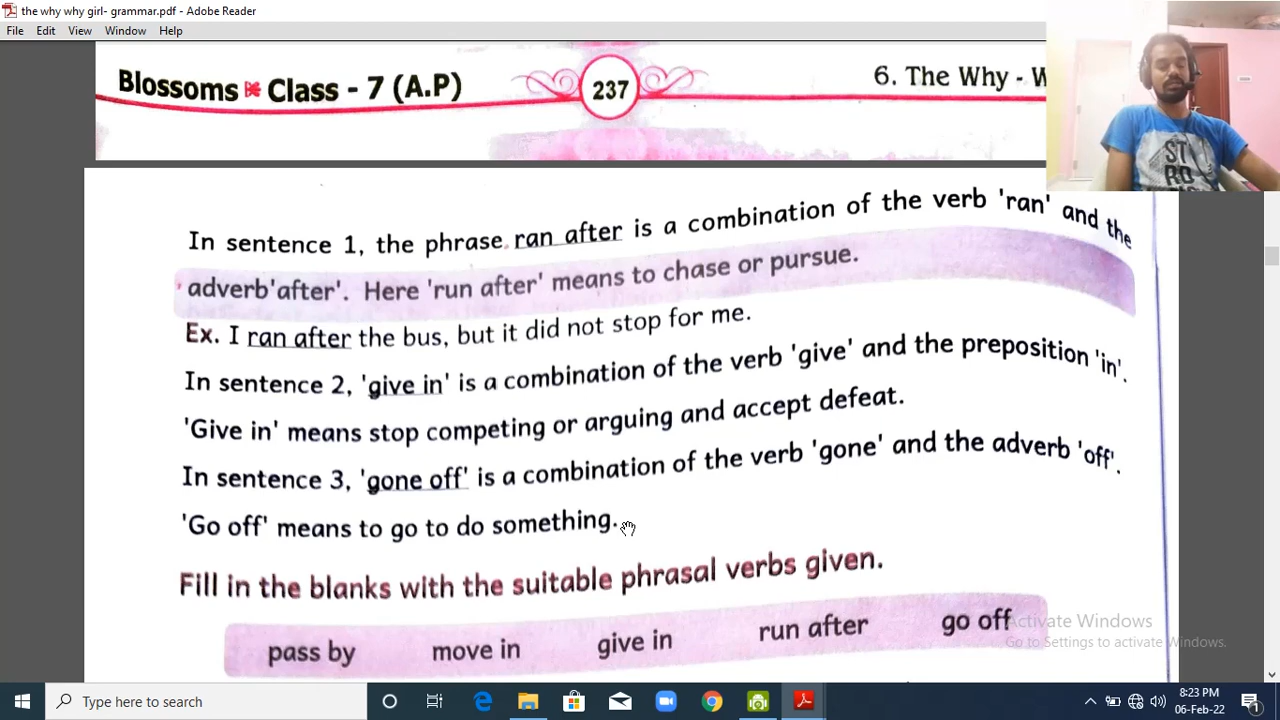 the why why girl- grammar.pdf - Adobe Reader
File Edit View Window Help
Blossoms Class - 7 (A.P)
237
6. The Why - W
In sentence 1, the phrase ran after is a combination of the verb 'ran' and the
adverb'after'. Here 'run after' means to chase or pursue.
Ex. I ran after the bus, but it did not stop for me.
In sentence 2, 'give in' is a combination of the verb 'give' and the preposition 'in'.
'Give in' means stop competing or arguing and accept defeat.
In sentence 3, 'gone off' is a combination of the verb 'gone' and the adverb 'off'.
'Go off' means to go to do something.
Fill in the blanks with the suitable phrasal verbs given.
pass by move in give in run after go off
Activate Windows
Go to Settings to activate Windows.
ST
RO
Type here to search
8:23 PM
06-Feb-22